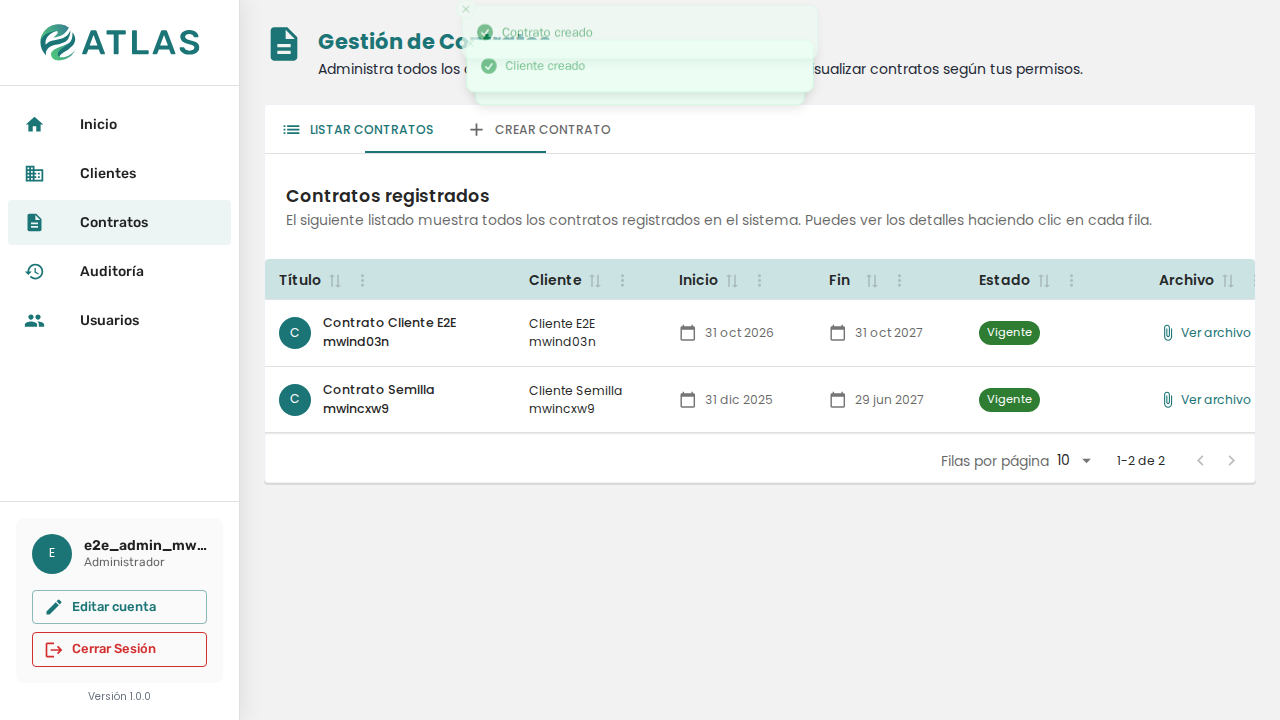 ATLAS
Inicio
Clientes
Contratos
Auditoría
Usuarios
e2e_admin_mw...
Administrador
Editar cuenta
Cerrar Sesión
Versión 1.0.0
Contrato creado
Cliente creado
Gestión de
Administra todos los
sualizar contratos según tus permisos.
LISTAR CONTRATOS
CREAR CONTRATO
Contratos registrados
El siguiente listado muestra todos los contratos registrados en el sistema. Puedes ver los detalles haciendo clic en cada fila.
Título Cliente Inicio Fin Estado Archivo
C Contrato Cliente E2E mwind03n Cliente E2E mwind03n 31 oct 2026 31 oct 2027 Vigente Ver archivo
C Contrato Semilla mwincxw9 Cliente Semilla mwincxw9 31 dic 2025 29 jun 2027 Vigente Ver archivo
Filas por página 10 1-2 de 2